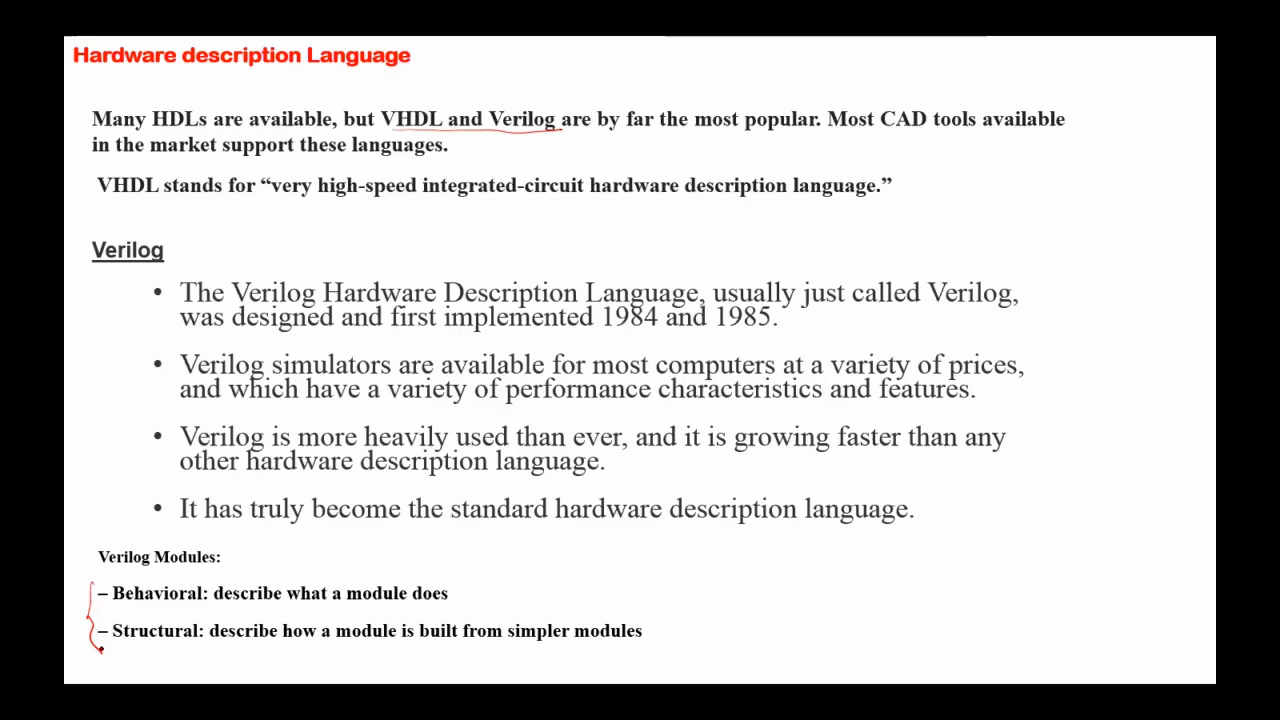 Hardware description Language
Many HDLs are available, but VHDL and Verilog are by far the most popular. Most CAD tools available
in the market support these languages.
VHDL stands for “very high-speed integrated-circuit hardware description language.”
Verilog
• The Verilog Hardware Description Language, usually just called Verilog,
was designed and first implemented 1984 and 1985.
• Verilog simulators are available for most computers at a variety of prices,
and which have a variety of performance characteristics and features.
• Verilog is more heavily used than ever, and it is growing faster than any
other hardware description language.
• It has truly become the standard hardware description language.
Verilog Modules:
– Behavioral: describe what a module does
– Structural: describe how a module is built from simpler modules